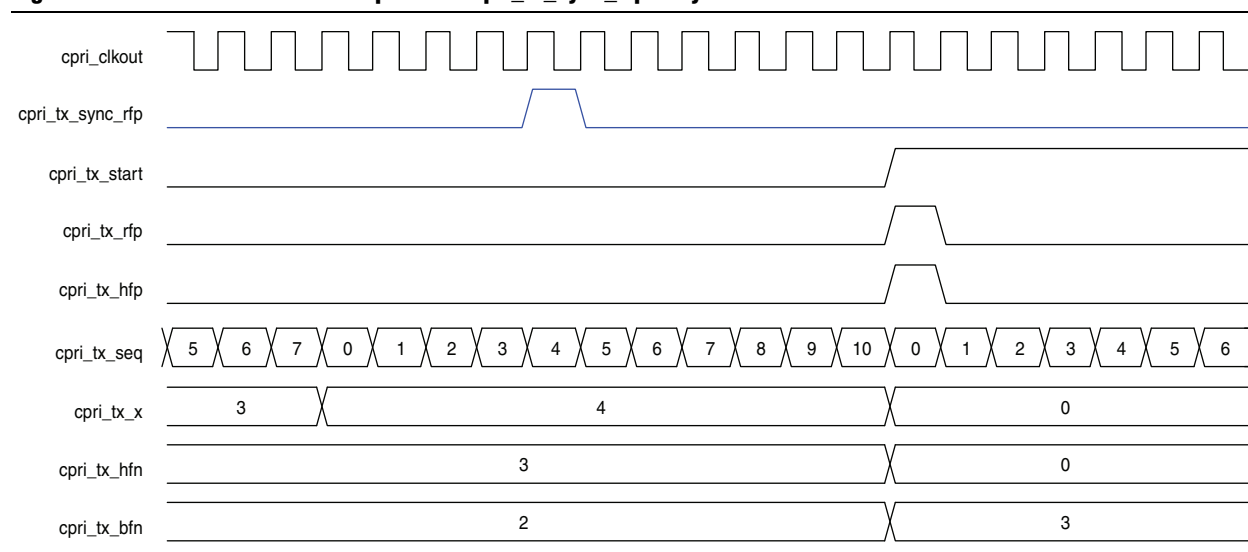 cpri_clkout
cpri_tx_sync_rfp
cpri_tx_start
cpri_tx_rfp
cpri_tx_hfp
cpri_tx_seq 5 6 7 0 1 2 3 4 5 6 7 8 9 10 0 1 2 3 4 5 6
cpri_tx_x 3 4 0
cpri_tx_hfn 3 0
cpri_tx_bfn 2 3